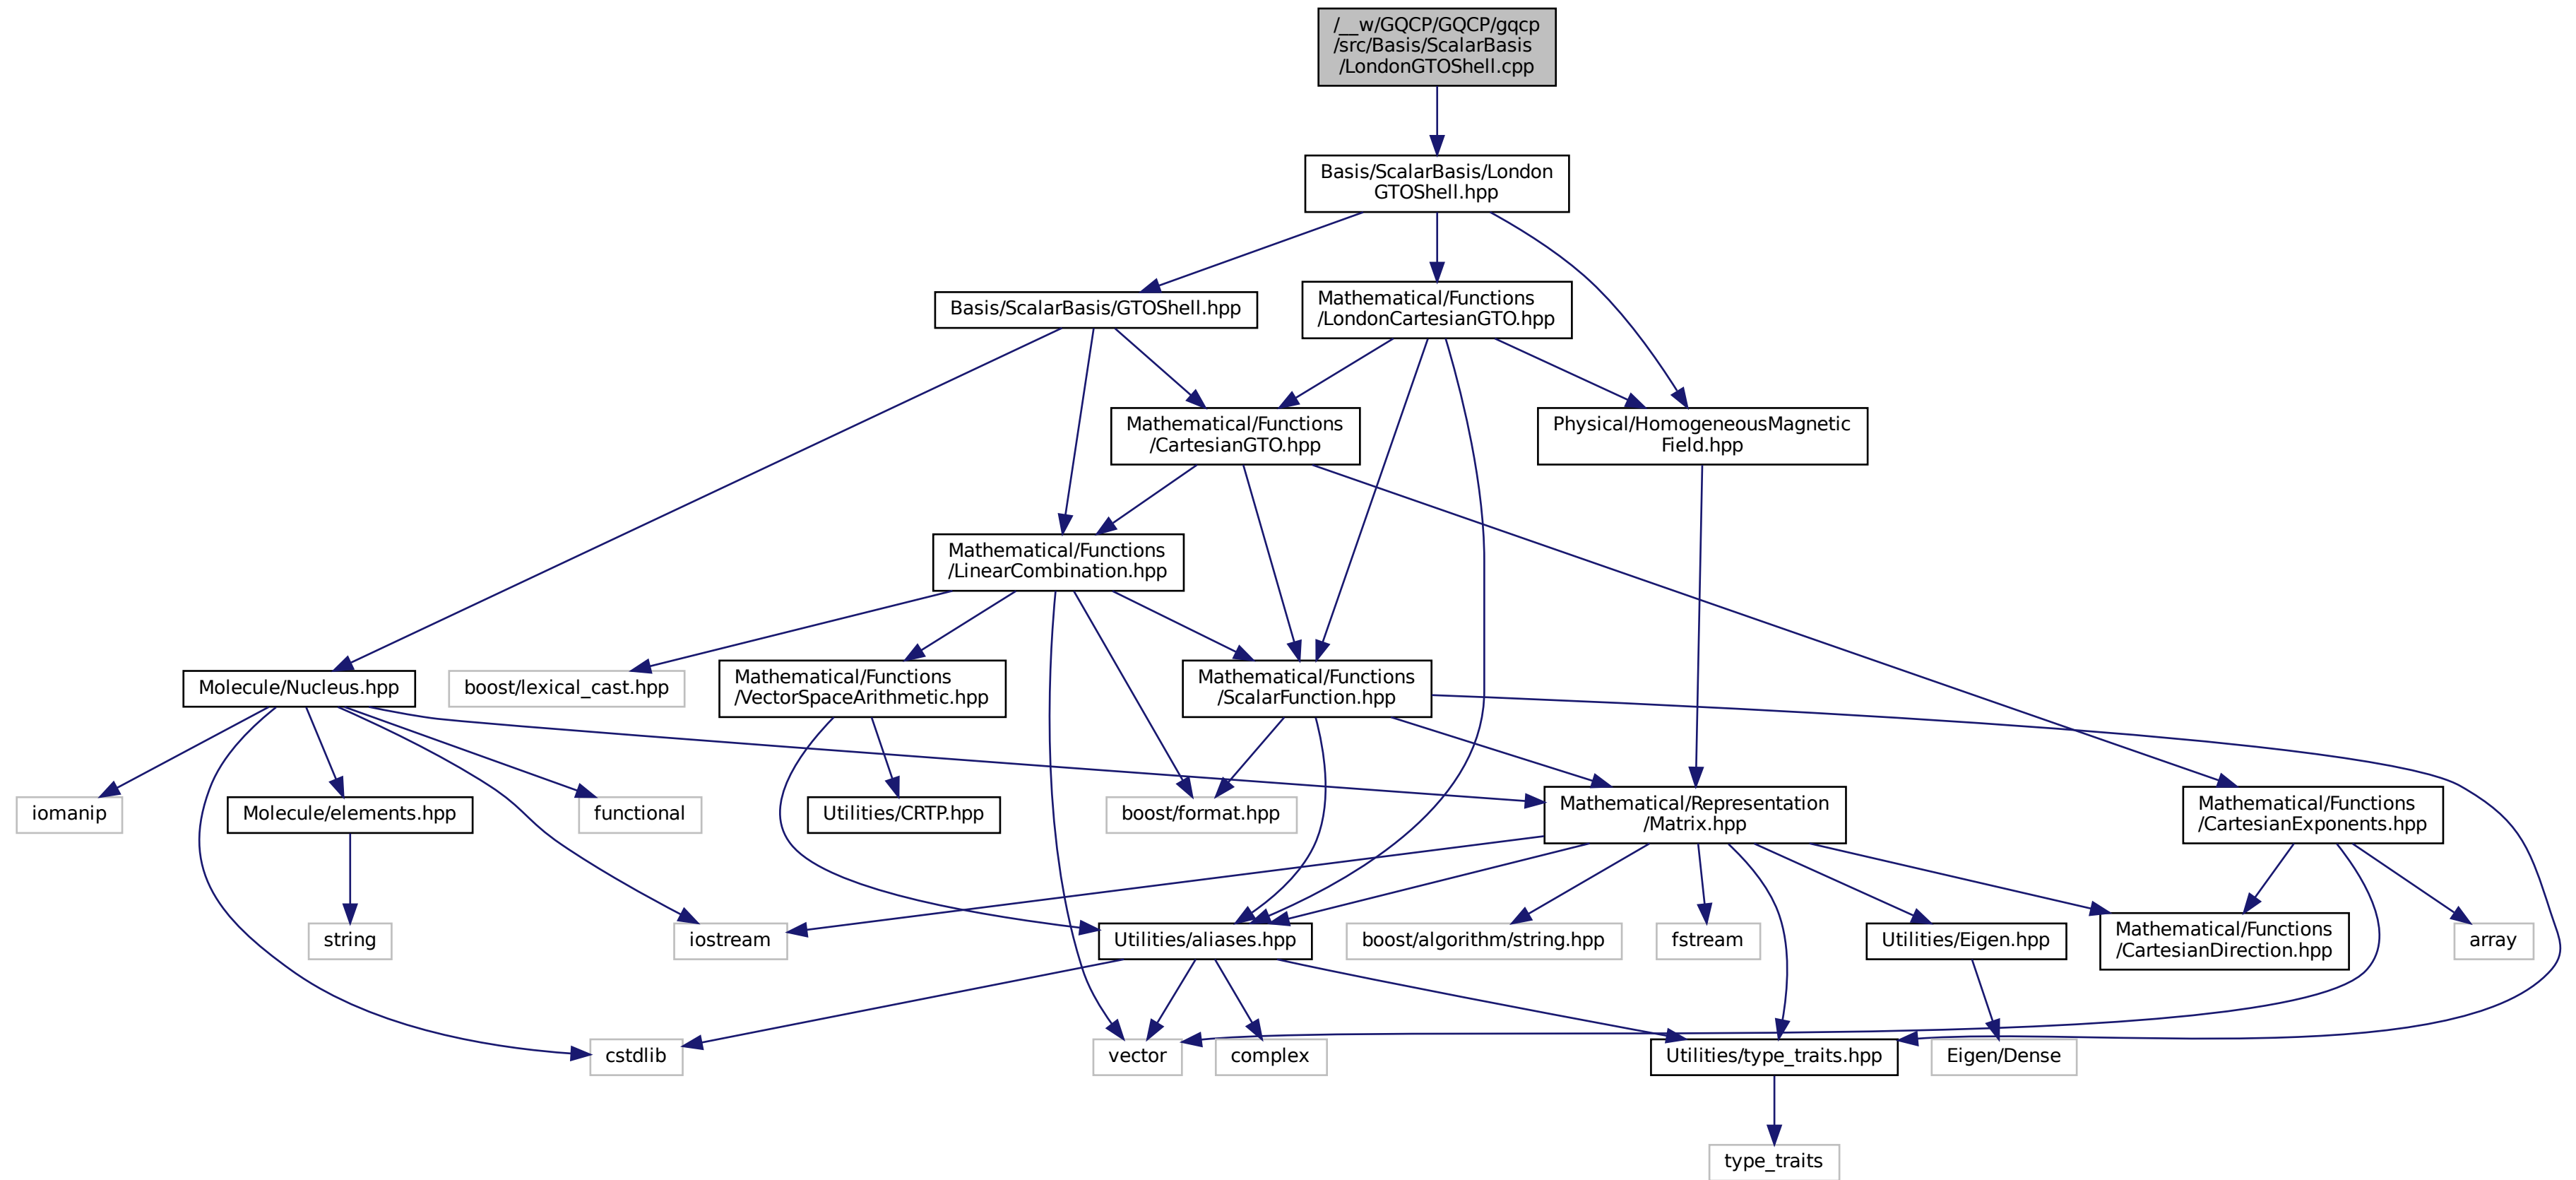 /__w/GQCP/GQCP/gqcp
/src/Basis/ScalarBasis
/LondonGTOShell.cpp
Basis/ScalarBasis/London
GTOShell.hpp
Basis/ScalarBasis/GTOShell.hpp
Mathematical/Functions
/LondonCartesianGTO.hpp
Mathematical/Functions
/CartesianGTO.hpp
Physical/HomogeneousMagnetic
Field.hpp
Mathematical/Functions
/LinearCombination.hpp
Molecule/Nucleus.hpp
boost/lexical_cast.hpp
Mathematical/Functions
/VectorSpaceArithmetic.hpp
Mathematical/Functions
/ScalarFunction.hpp
iomanip
Molecule/elements.hpp
functional
Utilities/CRTP.hpp
boost/format.hpp
Mathematical/Representation
/Matrix.hpp
Mathematical/Functions
/CartesianExponents.hpp
string
iostream
Utilities/aliases.hpp
boost/algorithm/string.hpp
fstream
Utilities/Eigen.hpp
Mathematical/Functions
/CartesianDirection.hpp
array
cstdlib
vector
complex
Utilities/type_traits.hpp
Eigen/Dense
type_traits